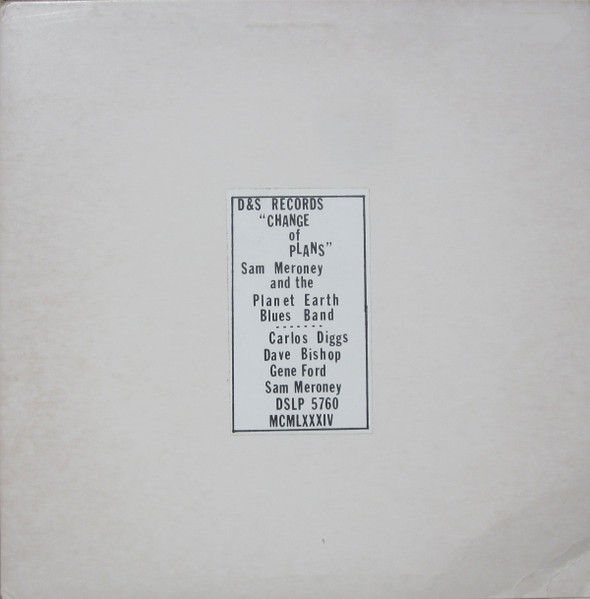 D&S RECORDS
"CHANGE
of
PLANS"
Sam Meroney
and the
Planet Earth
Blues Band
-------
Carlos Diggs
Dave Bishop
Gene Ford
Sam Meroney
DSLP 5760
MCMLXXXIV